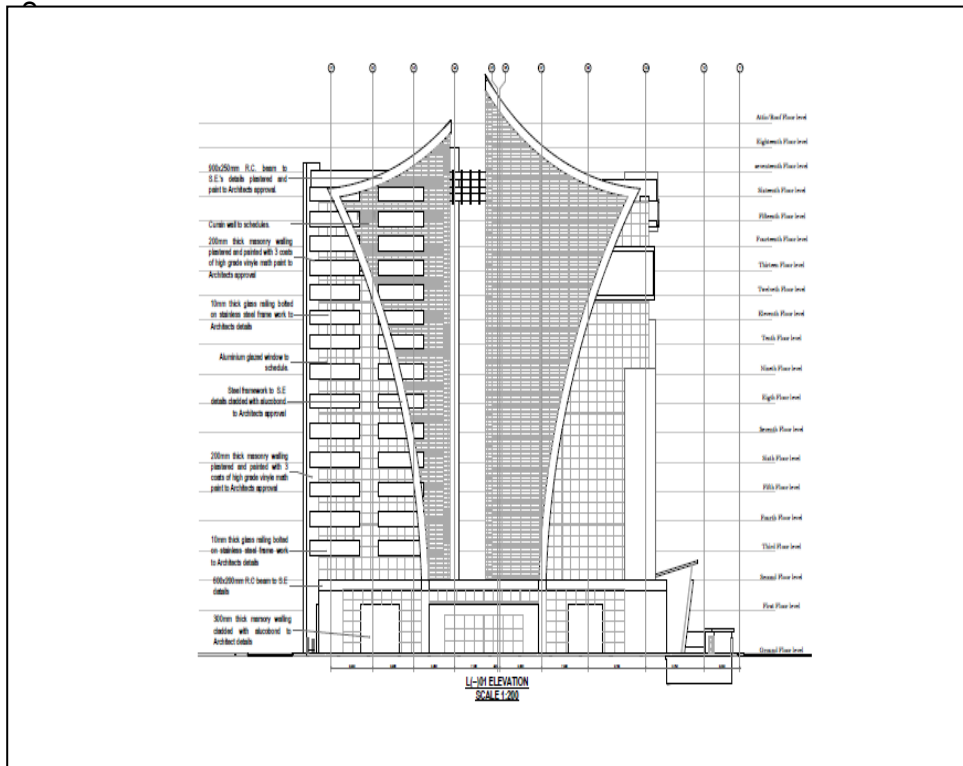 900x250mm R.C. beam to
S.E.'s details plastered and
paint to Architects approval
Curain wall to schedules.
200mm thick masonry walling
plastered and painted with 3 coats
of high grade vinyle math paint to
Architects approval
10mm thick glass railing bolted
on stainless steel frame work to
Architects details
Aluminium glazed window to
schedule.
Steel framework to S.E
details cladded with alucobond
to Architects approval
200mm thick masonry walling
plastered and painted with 3
coats of high grade vinyle math
paint to Architects approval
10mm thick glass railing bolted
on stainless steel frame work
to Architects details
600x200mm R.C beam to S.E
details
300mm thick masonry walling
cladded with alucobond to
Architect details
Attic/Roof Floor level
Eighteenth Floor level
seventeenth Floor level
Sixteenth Floor level
Fifteenth Floor level
Fourteenth Floor level
Thirteen Floor level
Twelveth Floor level
Eleventh Floor level
Tenth Floor level
Nineth Floor level
Eigth Floor level
Seventh Floor level
Sixth Floor level
Fifth Floor level
Fourth Floor level
Third Floor level
Second Floor level
First Floor level
Ground Floor level
L(--)01 ELEVATION
SCALE 1:200